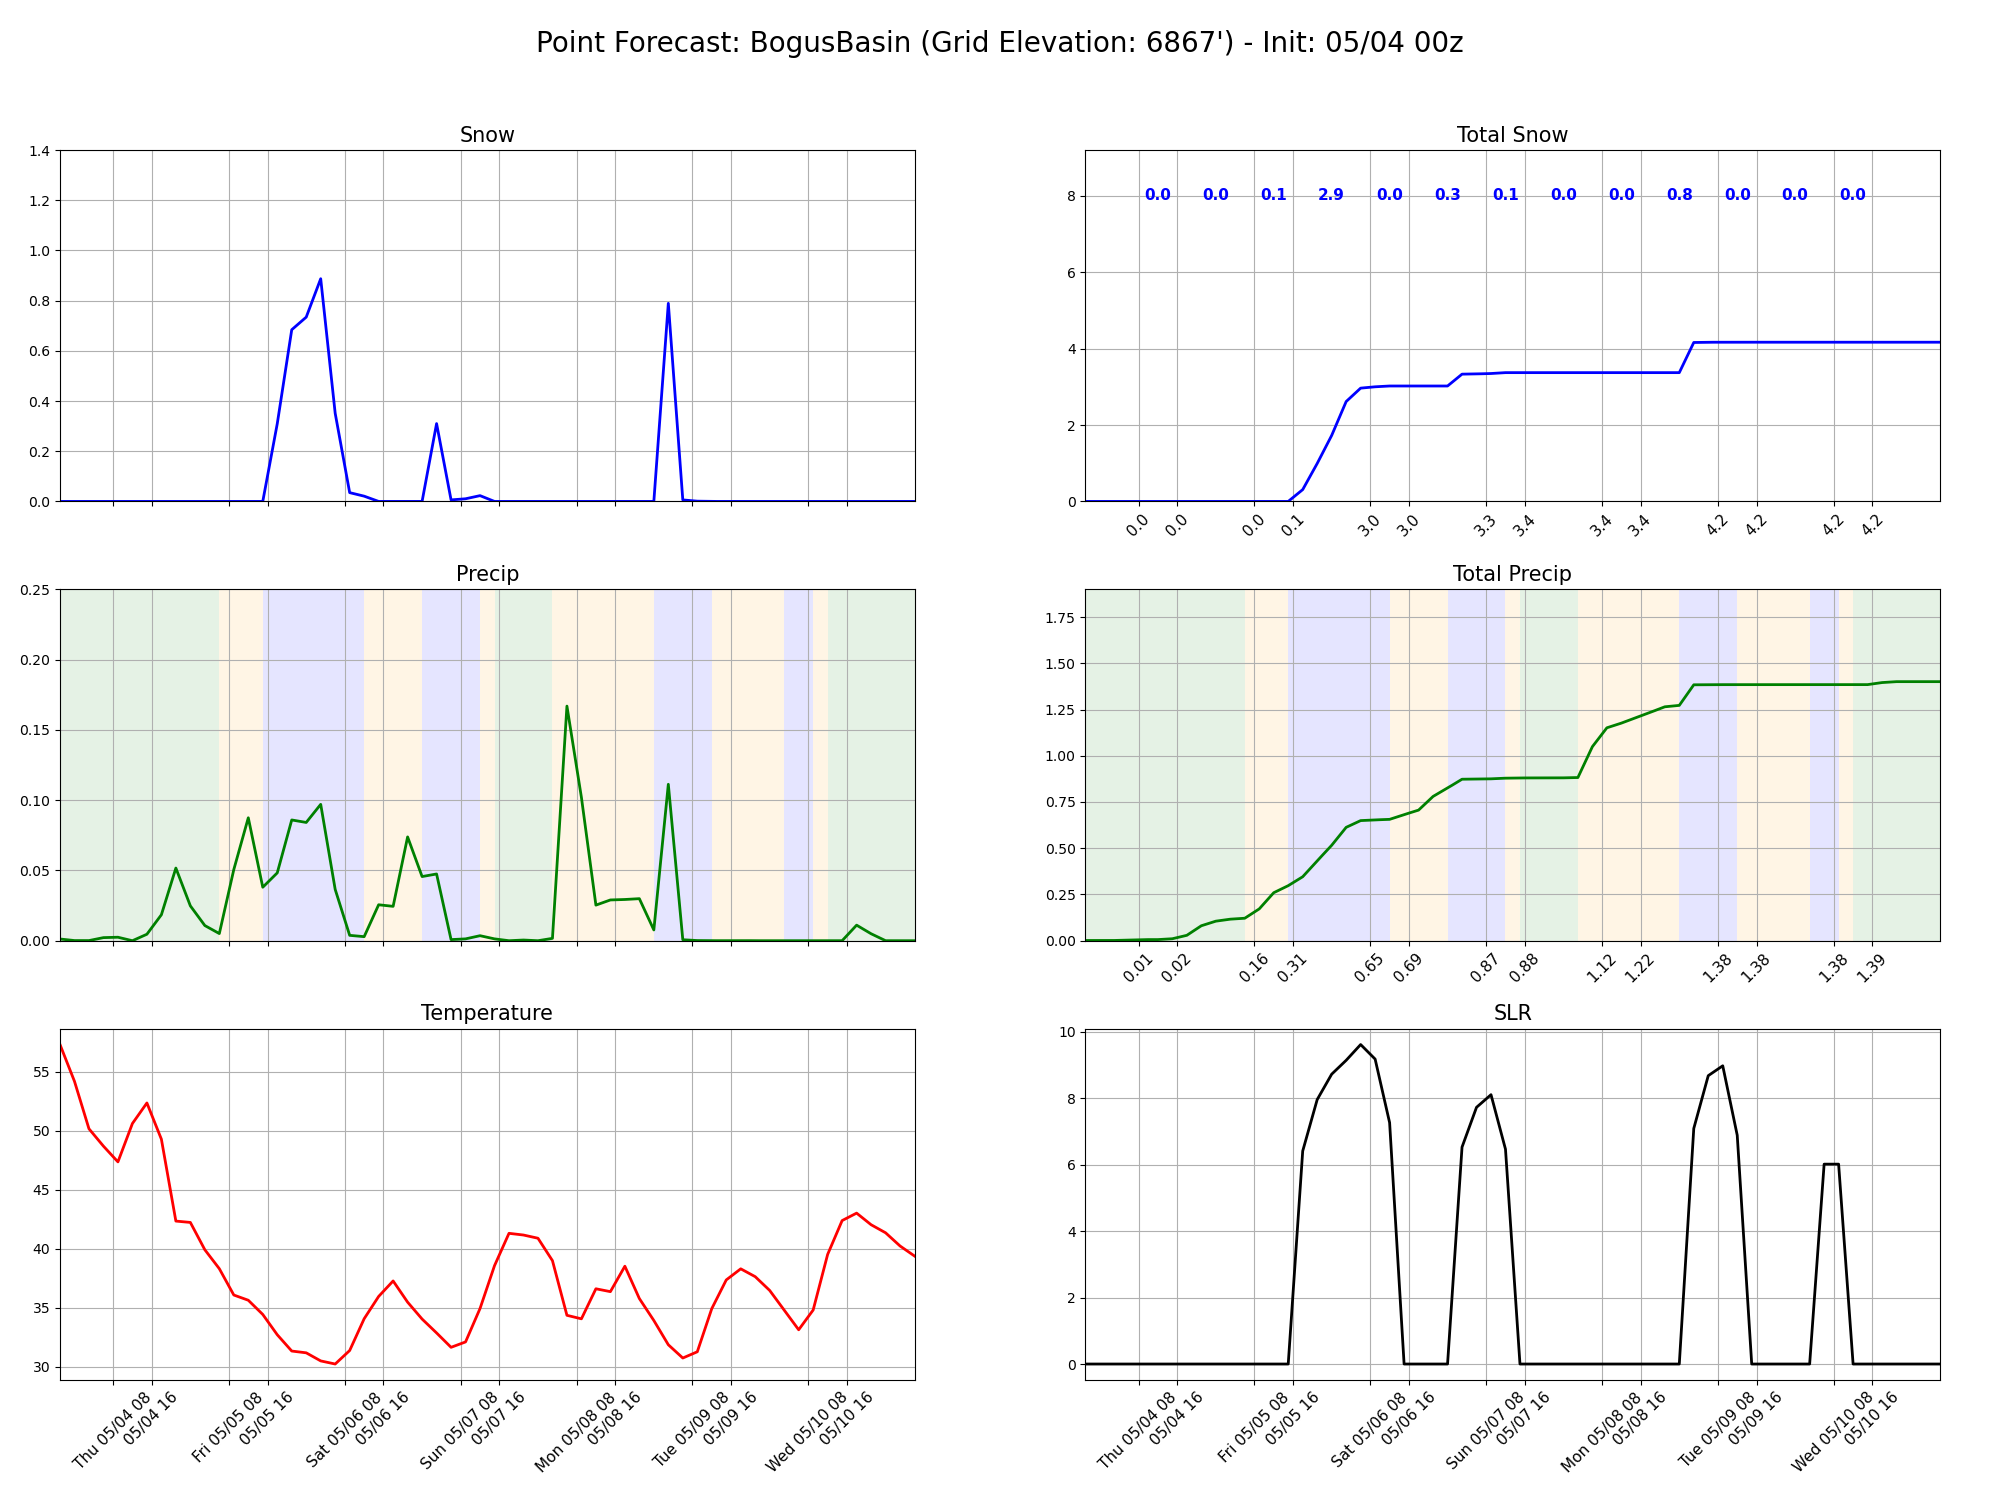 Point Forecast: BogusBasin (Grid Elevation: 6867') - Init: 05/04 00z
Snow
1.4
1.2
1.0
0.8
0.6
0.4
0.2
0.0
Total Snow
8
6
4
2
0
0.0 0.0 0.1 2.9 0.0 0.3 0.1 0.0 0.0 0.8 0.0 0.0 0.0
0.0 0.0 0.0 0.1 3.0 3.0 3.3 3.4 3.4 3.4 4.2 4.2 4.2 4.2
Precip
0.25
0.20
0.15
0.10
0.05
0.00
Total Precip
1.75
1.50
1.25
1.00
0.75
0.50
0.25
0.00
0.01 0.02 0.16 0.31 0.65 0.69 0.87 0.88 1.12 1.22 1.38 1.38 1.38 1.39
Temperature
55
50
45
40
35
30
Thu 05/04 08
05/04 16
Fri 05/05 08
05/05 16
Sat 05/06 08
05/06 16
Sun 05/07 08
05/07 16
Mon 05/08 08
05/08 16
Tue 05/09 08
05/09 16
Wed 05/10 08
05/10 16
SLR
10
8
6
4
2
0
Thu 05/04 08
05/04 16
Fri 05/05 08
05/05 16
Sat 05/06 08
05/06 16
Sun 05/07 08
05/07 16
Mon 05/08 08
05/08 16
Tue 05/09 08
05/09 16
Wed 05/10 08
05/10 16